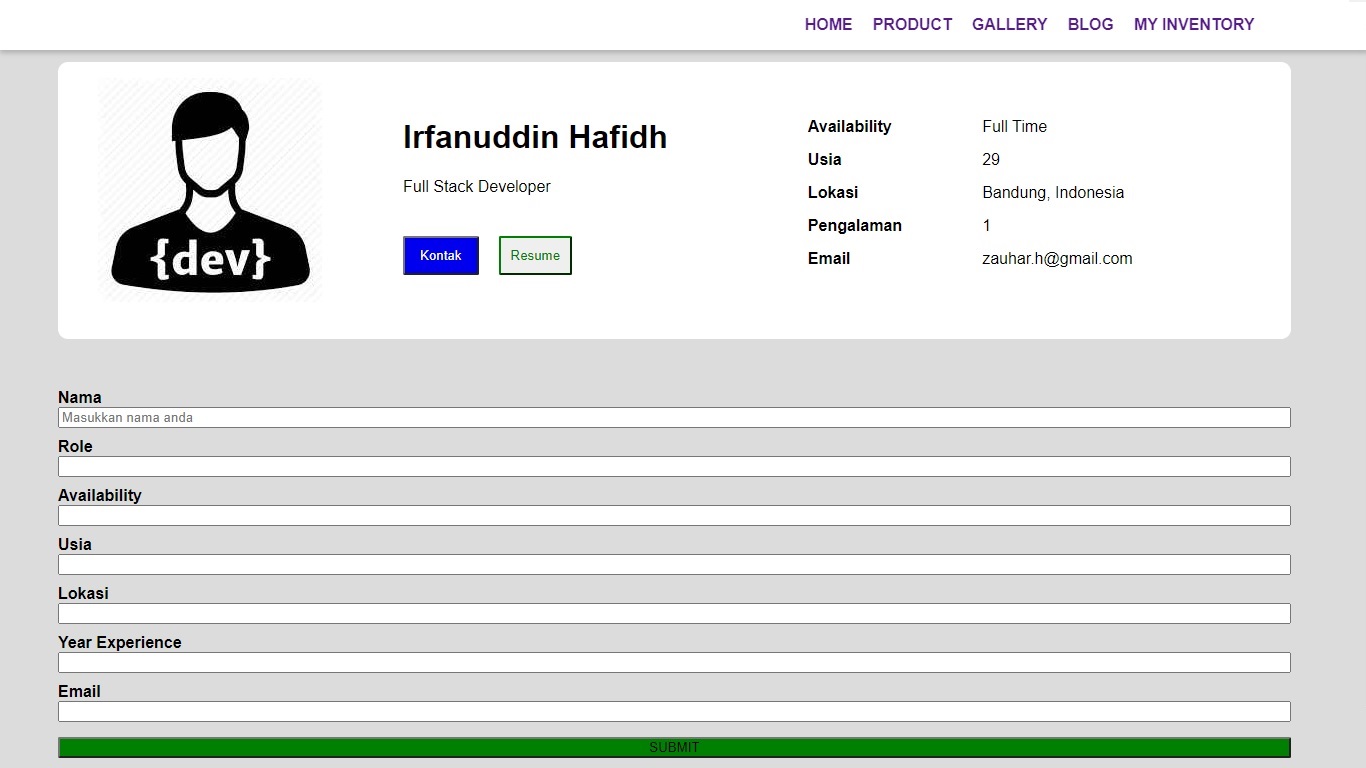 HOME PRODUCT GALLERY BLOG MY INVENTORY
{dev}
Irfanuddin Hafidh
Full Stack Developer
Kontak Resume
Availability Full Time
Usia 29
Lokasi Bandung, Indonesia
Pengalaman 1
Email zauhar.h@gmail.com
Nama
Masukkan nama anda
Role
Availability
Usia
Lokasi
Year Experience
Email
SUBMIT